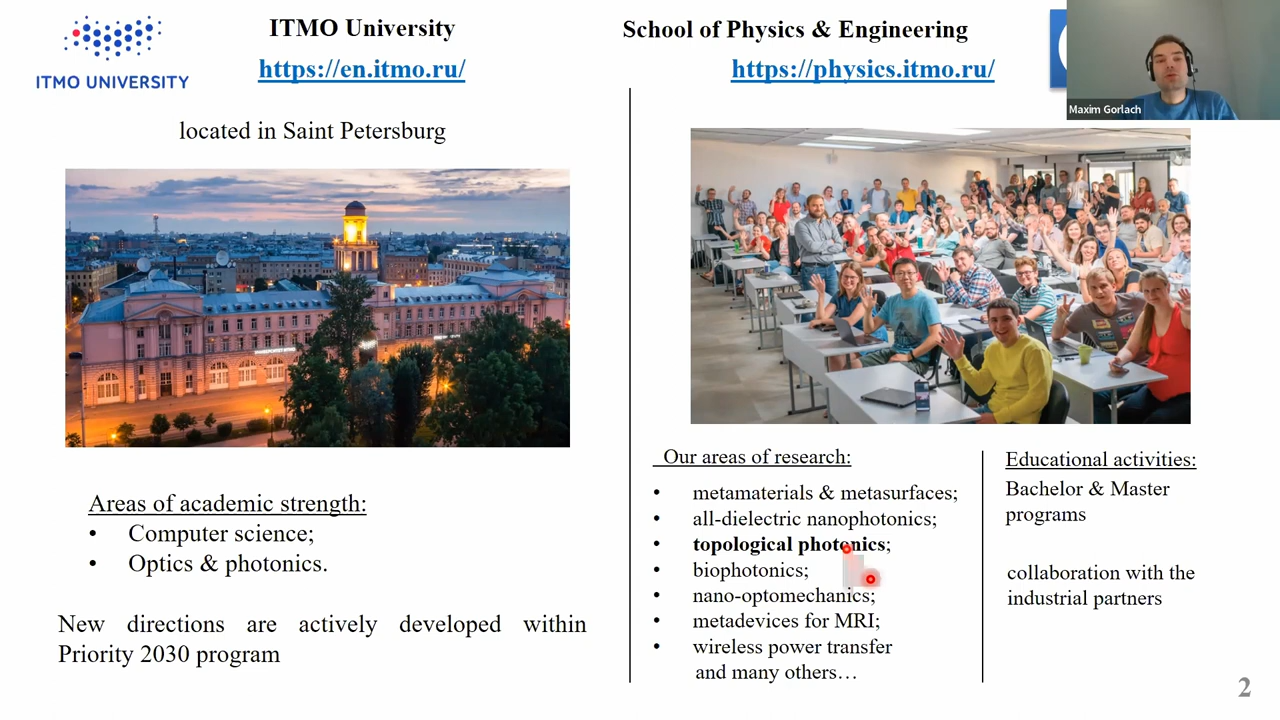 ITMO UNIVERSITY
ITMO University
https://en.itmo.ru/
located in Saint Petersburg
Areas of academic strength:
• Computer science;
• Optics & photonics.
New directions are actively developed within
Priority 2030 program
School of Physics & Engineering
https://physics.itmo.ru/
Maxim Gorlach
Our areas of research:
• metamaterials & metasurfaces;
• all-dielectric nanophotonics;
• topological photonics;
• biophotonics;
• nano-optomechanics;
• metadevices for MRI;
• wireless power transfer
and many others…
Educational activities:
Bachelor & Master
programs
collaboration with the
industrial partners
2